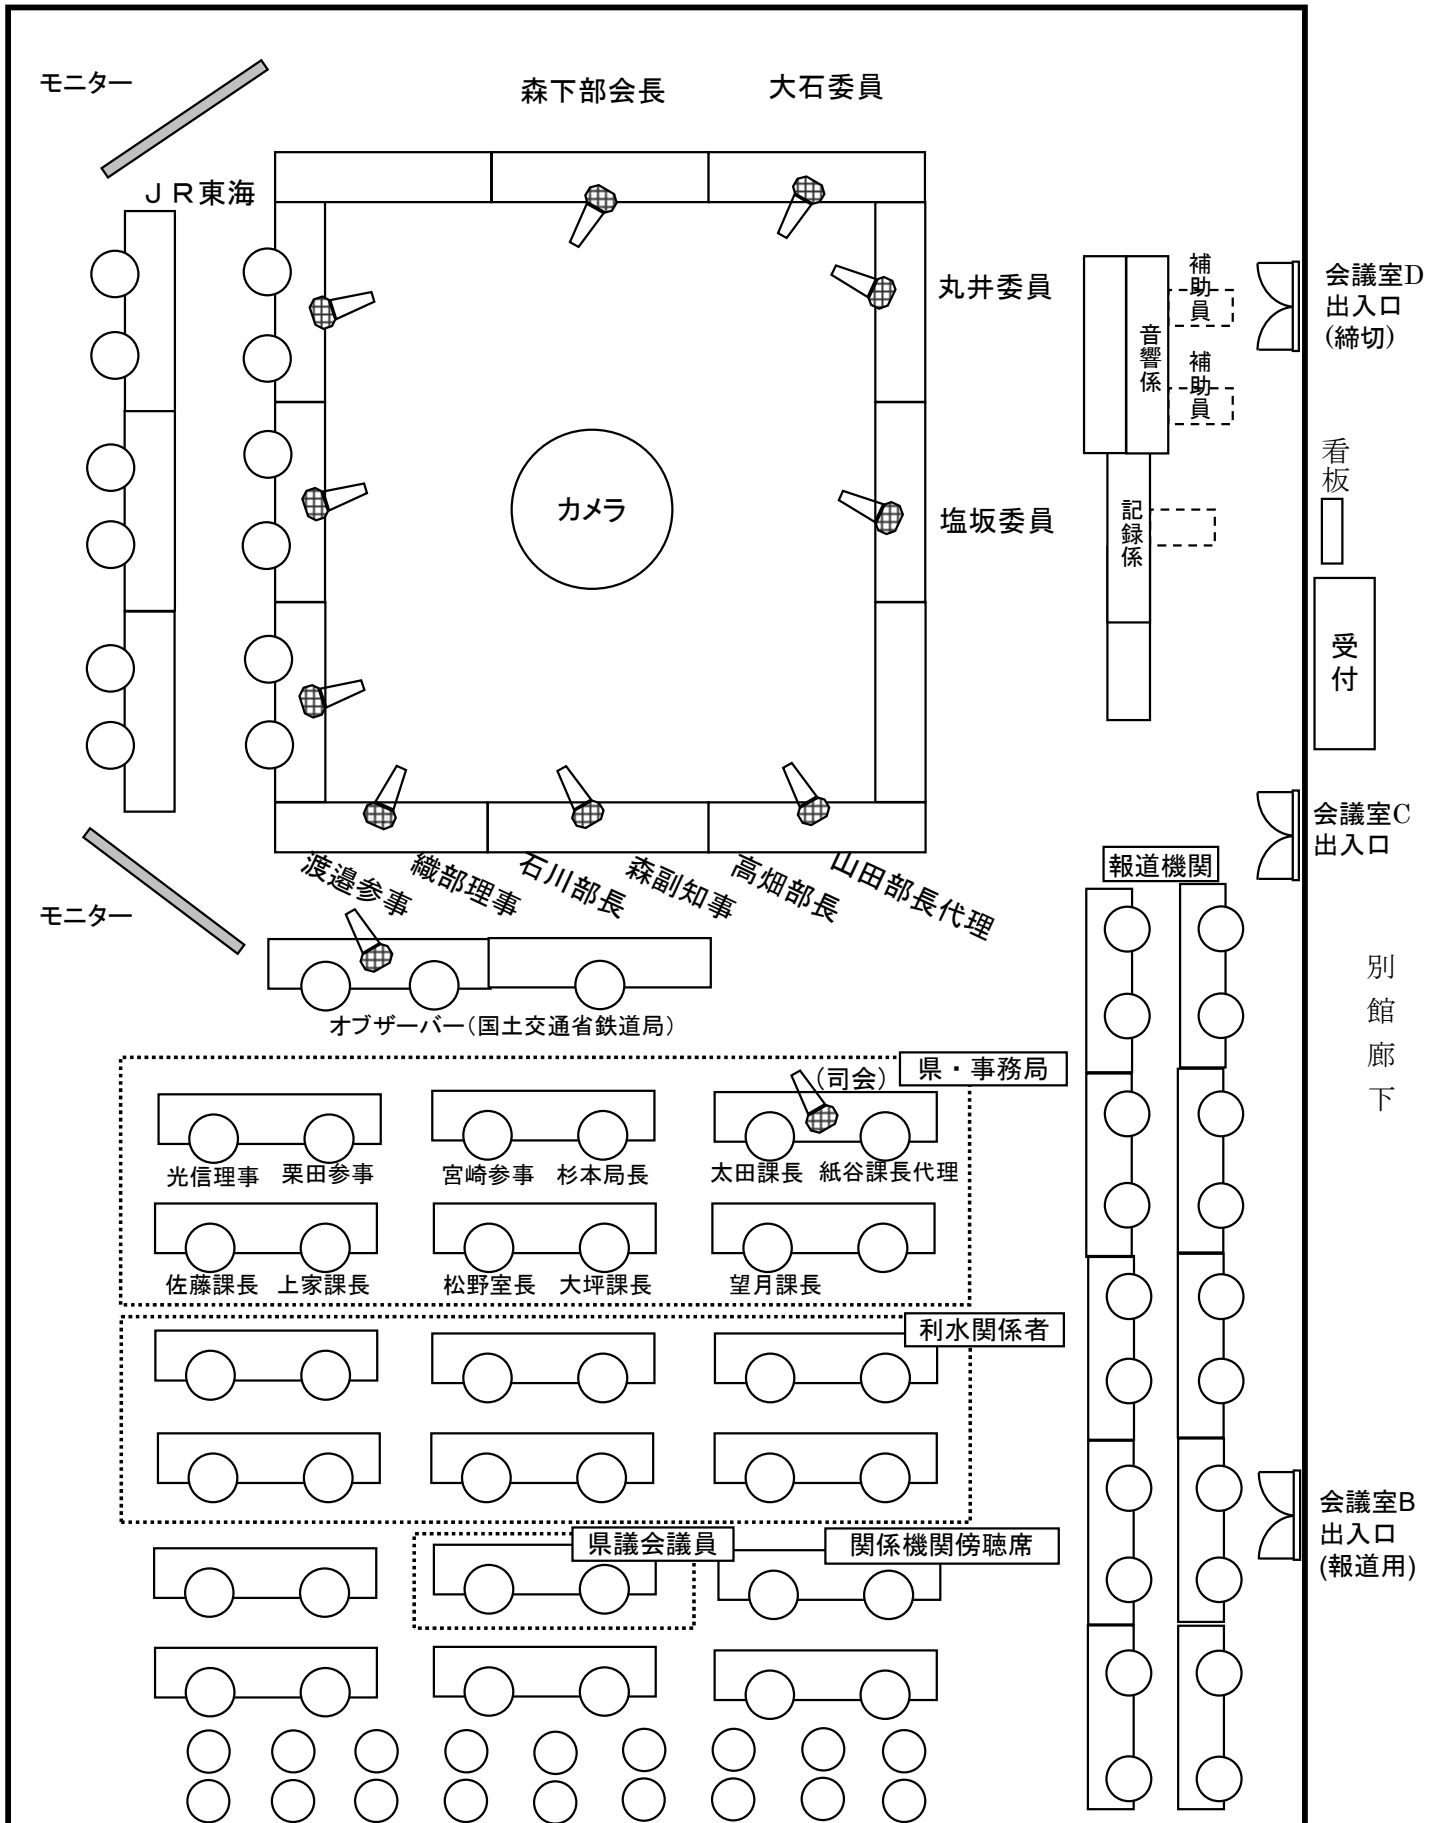 モニター
森下部会長
大石委員
ＪＲ東海
丸井委員
補助員
会議室D
出入口
(締切)
音響係
補助員
看板
カメラ
塩坂委員
記録係
受付
会議室C
出入口
報道機関
渡邉参事
織部理事
石川部長
森副知事
高畑部長
山田部長代理
モニター
別館廊下
オブザーバー（国土交通省鉄道局）
県・事務局
（司会）
光信理事
栗田参事
宮崎参事
杉本局長
太田課長
紙谷課長代理
佐藤課長
上家課長
松野室長
大坪課長
望月課長
利水関係者
会議室B
出入口
(報道用)
県議会議員
関係機関傍聴席